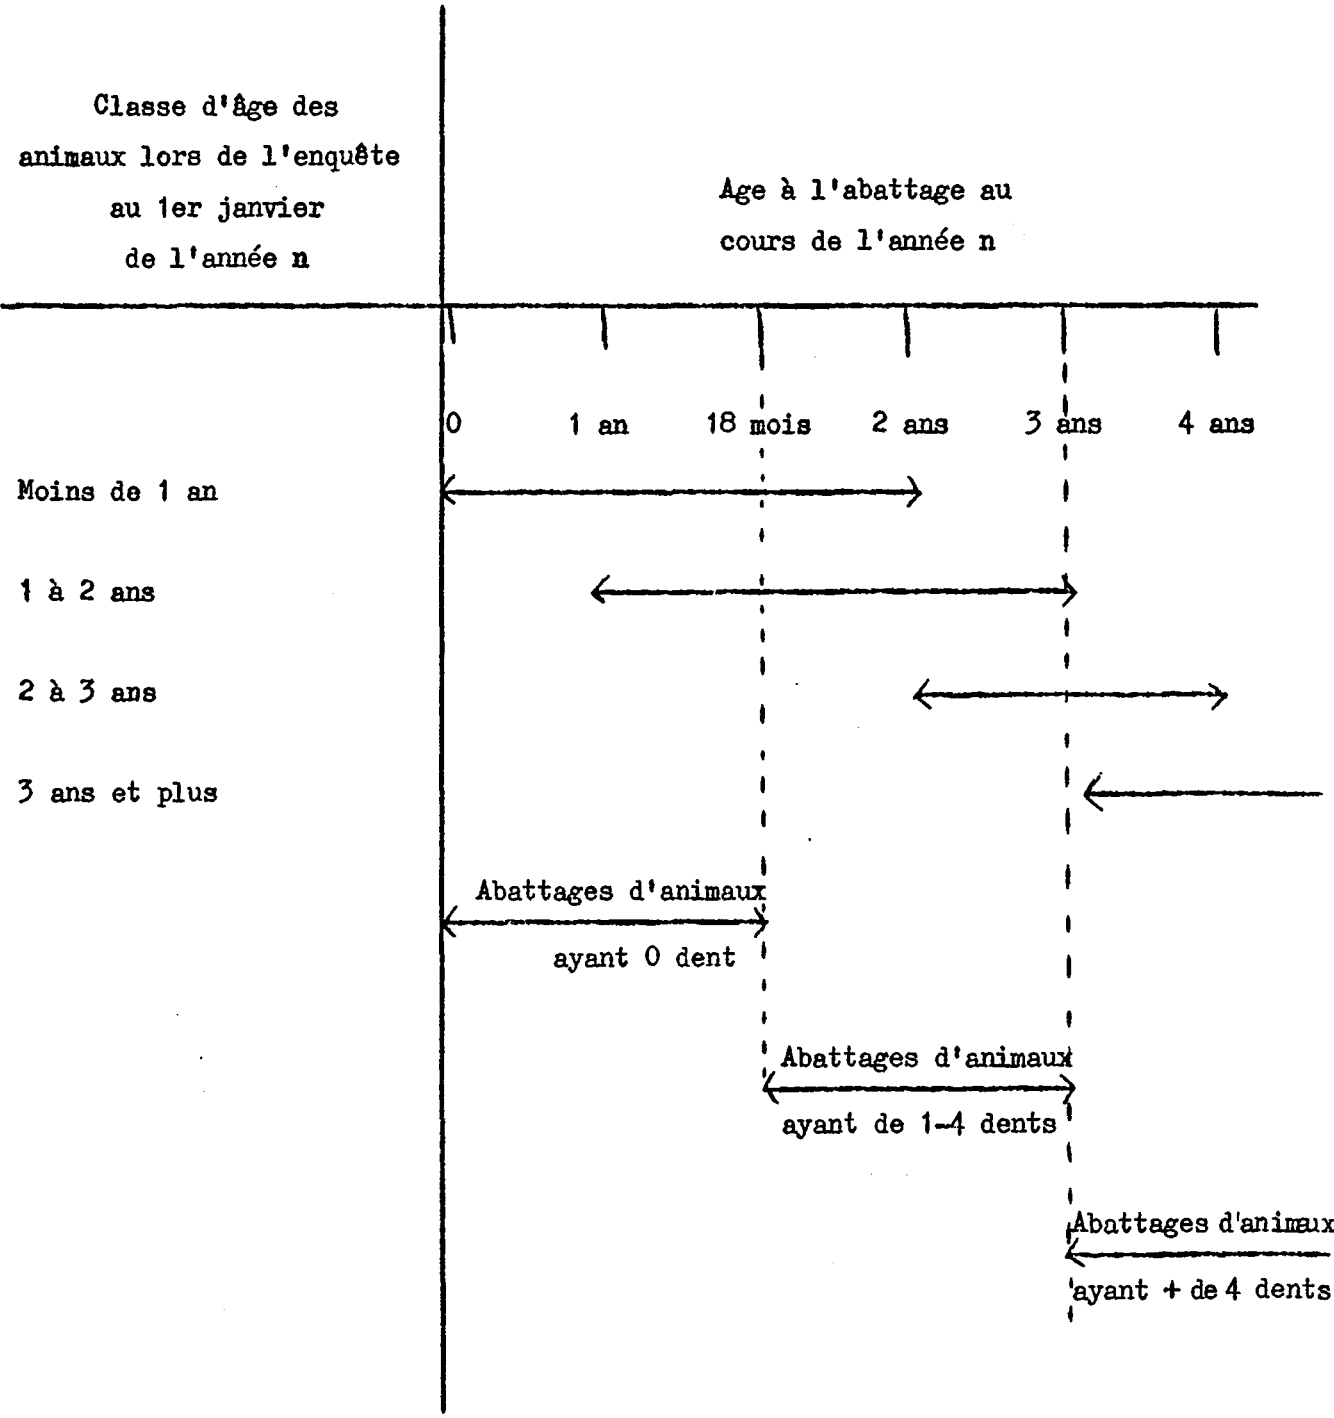 Classe d'âge des
animaux lors de l'enquête
au 1er janvier
de l'année n
Age à l'abattage au
cours de l'année n
0 1 an 18 mois 2 ans 3 ans 4 ans
Moins de 1 an
1 à 2 ans
2 à 3 ans
3 ans et plus
Abattages d'animaux
ayant 0 dent
Abattages d'animaux
ayant de 1-4 dents
Abattages d'animaux
ayant + de 4 dents